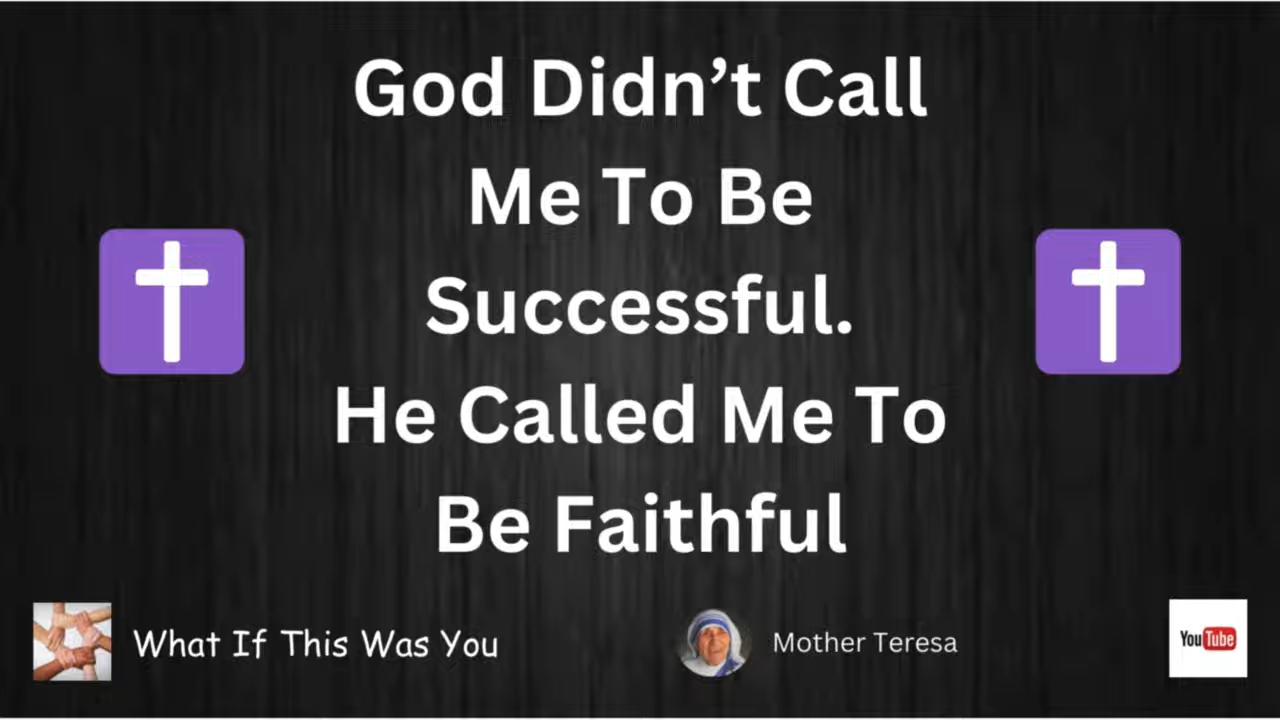 God Didn’t Call
Me To Be
Successful.
He Called Me To
Be Faithful
What If This Was You
Mother Teresa
YouTube